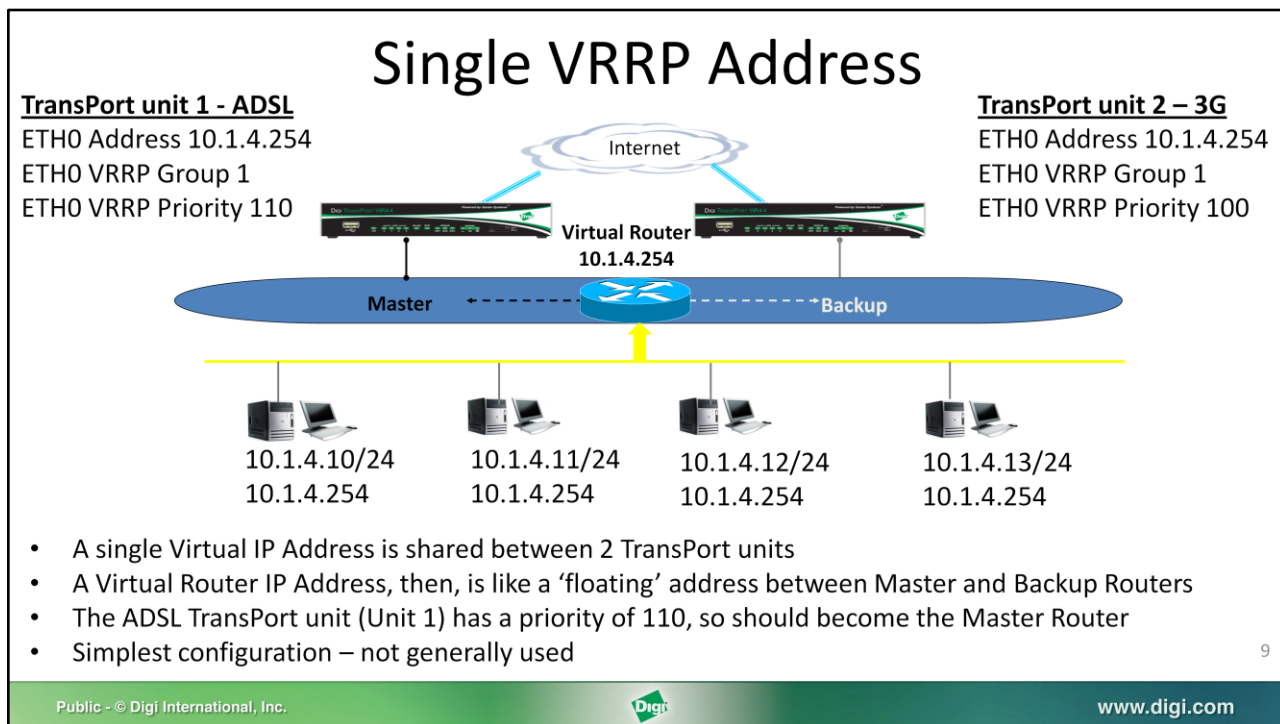 Single VRRP Address
TransPort unit 1 - ADSL
ETH0 Address 10.1.4.254
ETH0 VRRP Group 1
ETH0 VRRP Priority 110
TransPort unit 2 – 3G
ETH0 Address 10.1.4.254
ETH0 VRRP Group 1
ETH0 VRRP Priority 100
Internet
Digi TransPort WR44
Digi TransPort WR44
Virtual Router
10.1.4.254
Master
Backup
10.1.4.10/24
10.1.4.254
10.1.4.11/24
10.1.4.254
10.1.4.12/24
10.1.4.254
10.1.4.13/24
10.1.4.254
• A single Virtual IP Address is shared between 2 TransPort units
• A Virtual Router IP Address, then, is like a ‘floating’ address between Master and Backup Routers
• The ADSL TransPort unit (Unit 1) has a priority of 110, so should become the Master Router
• Simplest configuration – not generally used
9
Public - © Digi International, Inc.
Digi
www.digi.com